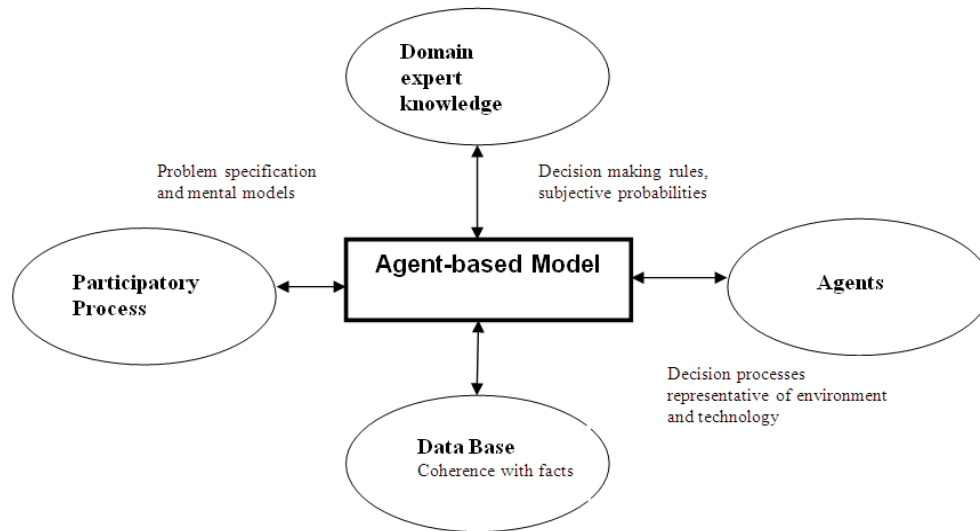 Domain
expert
knowledge
Problem specification
and mental models
Decision making rules,
subjective probabilities
Agent-based Model
Participatory
Process
Agents
Decision processes
representative of environment
and technology
Data Base
Coherence with facts